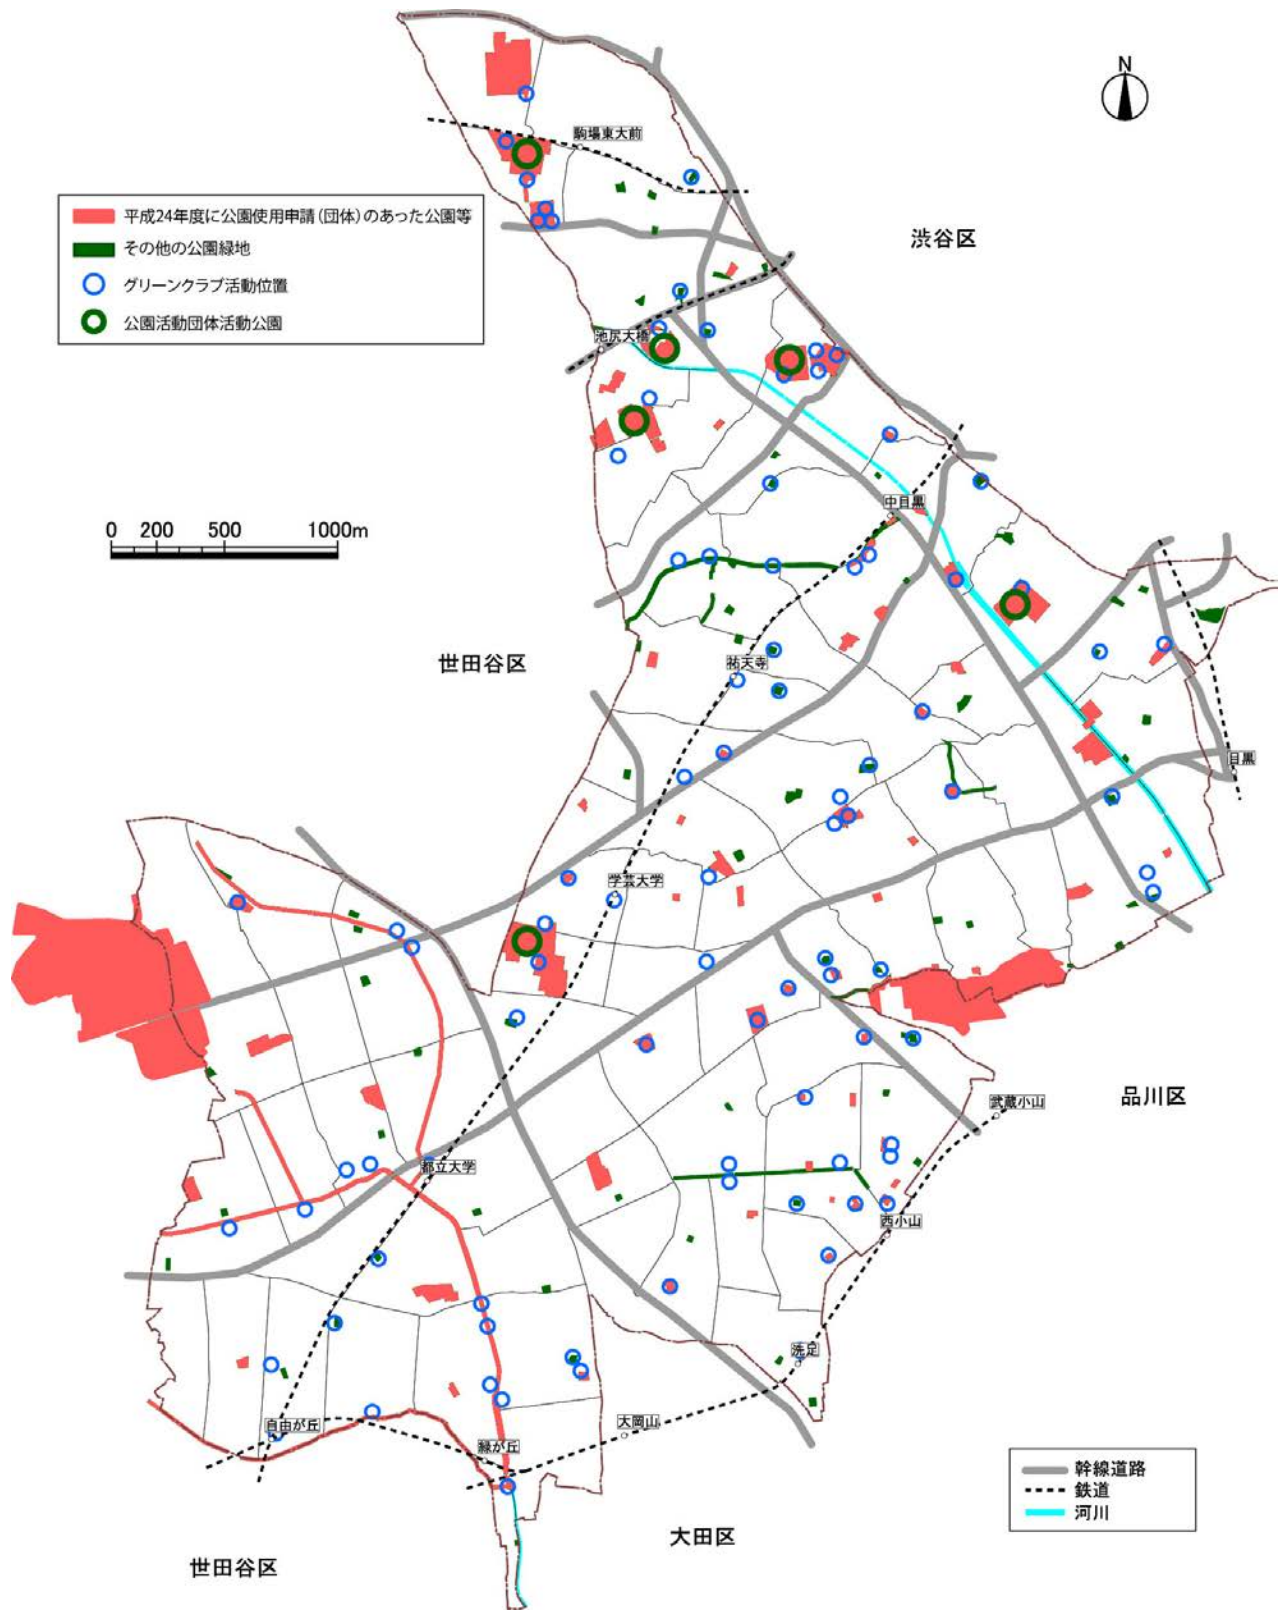 N
駒場東大前
平成24年度に公園使用申請（団体）のあった公園等
その他の公園緑地
グリーンクラブ活動位置
公園活動団体活動公園
渋谷区
池尻大橋
中目黒
0 200 500 1000m
世田谷区
祐天寺
目黒
学芸大学
品川区
武蔵小山
都立大学
西小山
洗足
自由が丘
大岡山
緑が丘
幹線道路
鉄道
河川
大田区
世田谷区